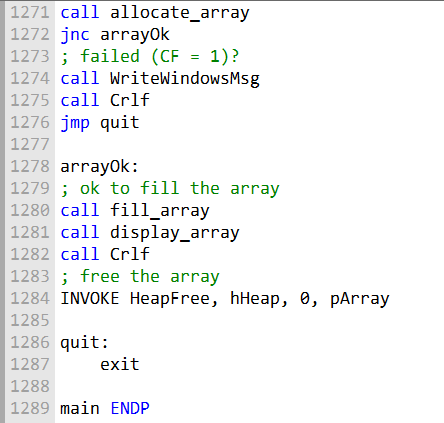 1271 call allocate_array
1272 jnc arrayOk
1273 ; failed (CF = 1)?
1274 call WriteWindowsMsg
1275 call Crlf
1276 jmp quit
1277
1278 arrayOk:
1279 ; ok to fill the array
1280 call fill_array
1281 call display_array
1282 call Crlf
1283 ; free the array
1284 INVOKE HeapFree, hHeap, 0, pArray
1285
1286 quit:
1287     exit
1288
1289 main ENDP